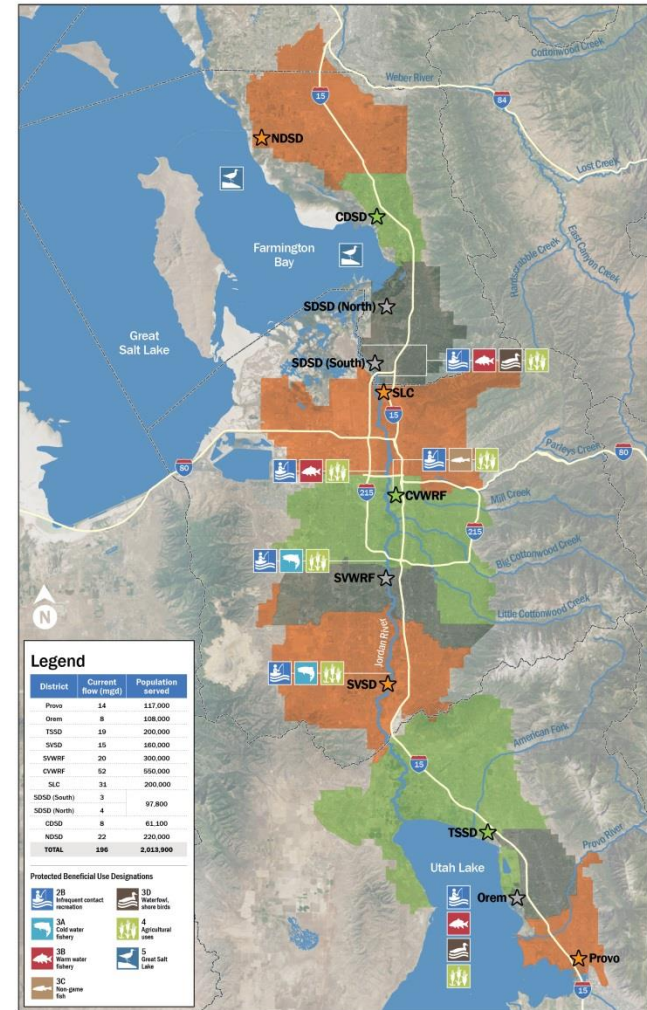 Cottonwood Creek
Weber River
15
84
NDSD
Lost Creek
CDSD
Farmington
Bay
Hardscrabble Creek
East Canyon Creek
SDSD (North)
Great
Salt Lake
SDSD (South)
SLC
15
Parleys Creek
80
80
215
CVWRF
Mill Creek
215
Big Cottonwood Creek
SVWRF
Little Cottonwood Creek
N
Jordan River
SVSD
American Fork
15
TSSD
Provo River
Utah Lake
Orem
Provo
15
Legend
District Current flow (mgd) Population served
Provo 14 117,000
Orem 8 108,000
TSSD 19 200,000
SVSD 15 160,000
SVWRF 20 300,000
CVWRF 52 550,000
SLC 31 200,000
SDSD (South) 3 97,800
SDSD (North) 4
CDSD 8 61,100
NDSD 22 220,000
TOTAL 196 2,013,900
Protected Beneficial Use Designations
2B
Infrequent contact
recreation
3D
Waterfowl,
shore birds
3A
Cold water
fishery
4
Agricultural
uses
3B
Warm water
fishery
5
Great Salt
Lake
3C
Non-game
fish